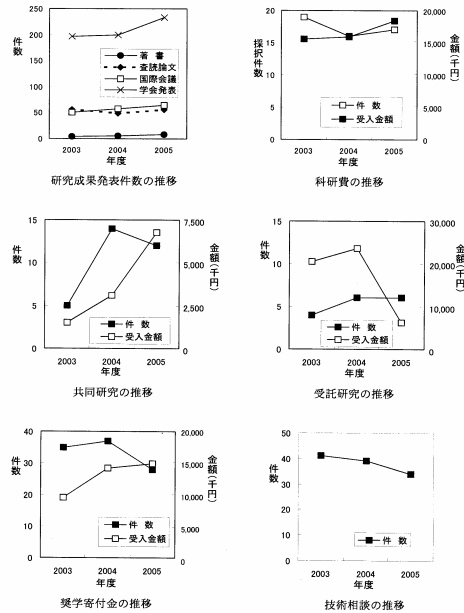 件数
250
200
150
100
50
0
著書
査読論文
国際会議
学会発表
2003 2004 2005
年度
研究成果発表件数の推移
採択件数
20
15
10
5
0
金額(千円)
20,000
15,000
10,000
5,000
0
件数
受入金額
2003 2004 2005
年度
科研費の推移
件数
15
10
5
0
金額(千円)
7,500
5,000
2,500
0
件数
受入金額
2003 2004 2005
年度
共同研究の推移
件数
15
10
5
0
金額(千円)
30,000
20,000
10,000
0
件数
受入金額
2003 2004 2005
年度
受託研究の推移
件数
40
30
20
10
0
金額(千円)
20,000
15,000
10,000
5,000
0
件数
受入金額
2003 2004 2005
年度
奨学寄付金の推移
件数
50
40
30
20
10
0
件数
2003 2004 2005
年度
技術相談の推移